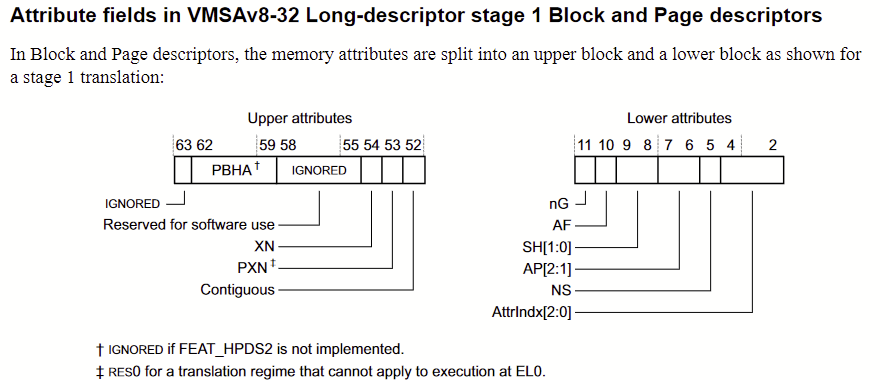 Attribute fields in VMSAv8-32 Long-descriptor stage 1 Block and Page descriptors
In Block and Page descriptors, the memory attributes are split into an upper block and a lower block as shown for
a stage 1 translation:
Upper attributes
63 62 59 58 55 54 53 52
PBHA † IGNORED
IGNORED
Reserved for software use
XN
PXN ‡
Contiguous
Lower attributes
11 10 9 8 7 6 5 4 2
nG
AF
SH[1:0]
AP[2:1]
NS
AttrIndx[2:0]
† IGNORED if FEAT_HPDS2 is not implemented.
‡ RES0 for a translation regime that cannot apply to execution at EL0.